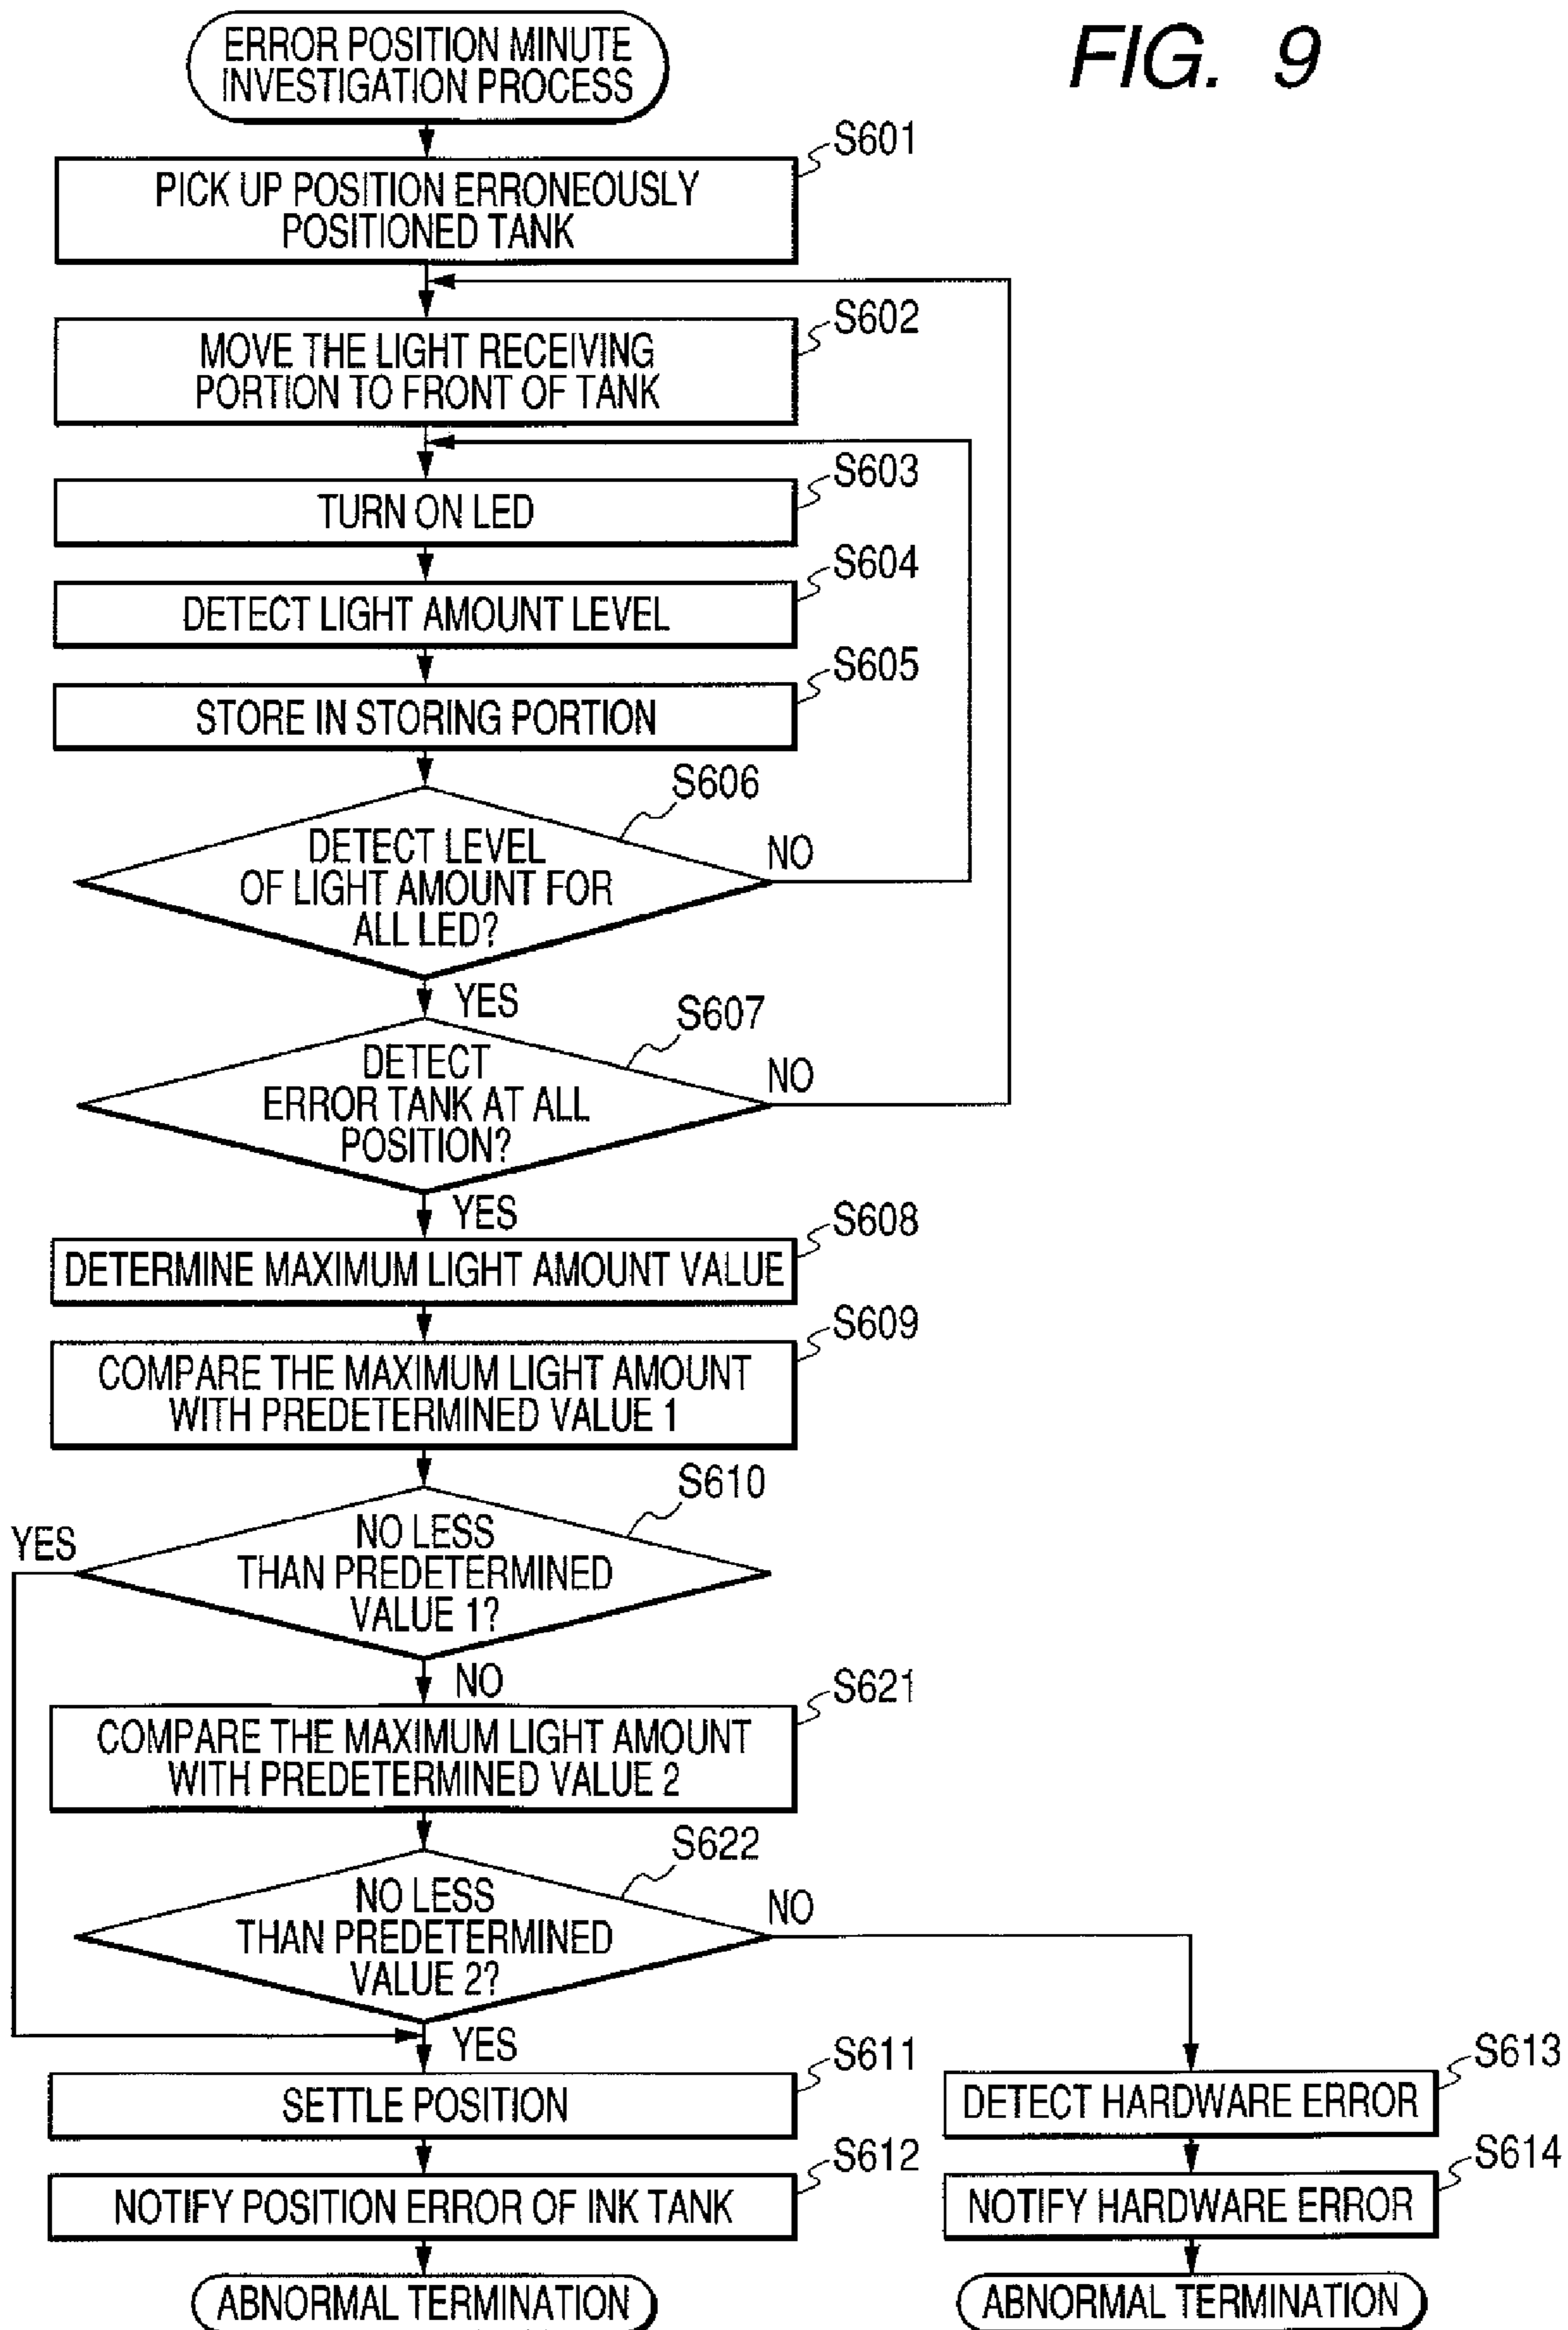 FIG. 9
ERROR POSITION MINUTE
INVESTIGATION PROCESS
S601
PICK UP POSITION ERRONEOUSLY
POSITIONED TANK
S602
MOVE THE LIGHT RECEIVING
PORTION TO FRONT OF TANK
S603
TURN ON LED
S604
DETECT LIGHT AMOUNT LEVEL
S605
STORE IN STORING PORTION
S606
DETECT LEVEL
OF LIGHT AMOUNT FOR
ALL LED?
NO
YES
S607
DETECT
ERROR TANK AT ALL
POSITION?
NO
YES
S608
DETERMINE MAXIMUM LIGHT AMOUNT VALUE
S609
COMPARE THE MAXIMUM LIGHT AMOUNT
WITH PREDETERMINED VALUE 1
S610
YES
NO LESS
THAN PREDETERMINED
VALUE 1?
NO
S621
COMPARE THE MAXIMUM LIGHT AMOUNT
WITH PREDETERMINED VALUE 2
S622
NO LESS
THAN PREDETERMINED
VALUE 2?
NO
YES
S611
SETTLE POSITION
S612
NOTIFY POSITION ERROR OF INK TANK
ABNORMAL TERMINATION
S613
DETECT HARDWARE ERROR
S614
NOTIFY HARDWARE ERROR
ABNORMAL TERMINATION